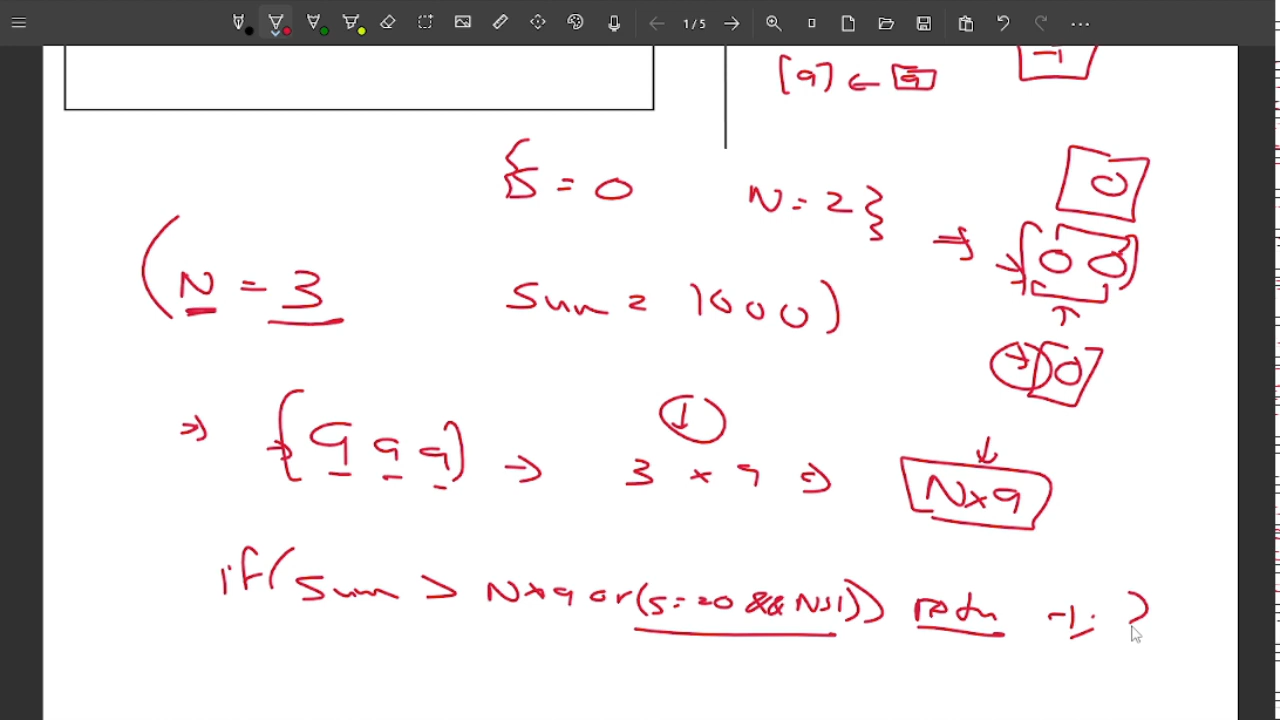 1/5
-1
[9] ← 9
{S = 0 N = 2} ⇒ 0
0 0
(N = 3 Sum = 1000)
0
⇒ {9 9 9} → 3 × 9 ⇒ N×9
if(Sum > N×9 or(S==0 && N>1)) return -1; }